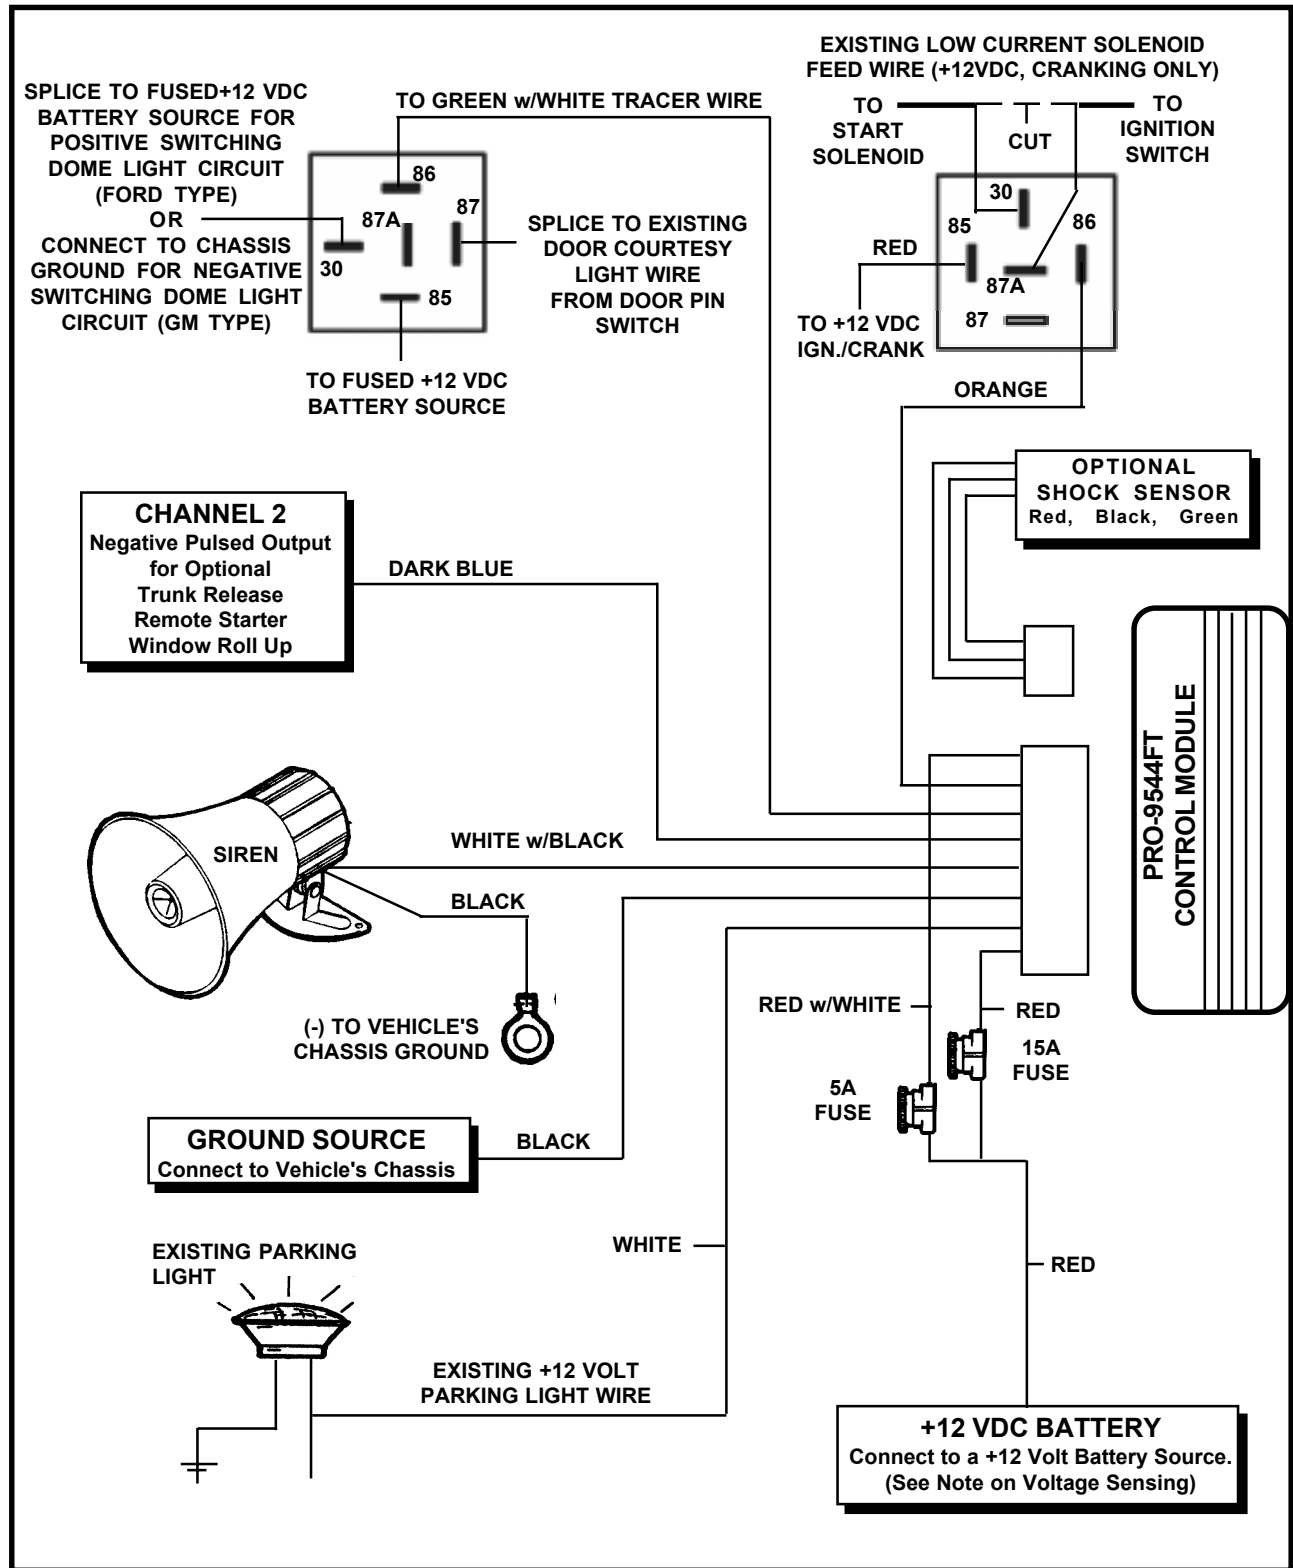 SPLICE TO FUSED+12 VDC
BATTERY SOURCE FOR
POSITIVE SWITCHING
DOME LIGHT CIRCUIT
(FORD TYPE)
OR
CONNECT TO CHASSIS
GROUND FOR NEGATIVE
SWITCHING DOME LIGHT
CIRCUIT (GM TYPE)
TO GREEN w/WHITE TRACER WIRE
86
87A
87
30
85
SPLICE TO EXISTING
DOOR COURTESY
LIGHT WIRE
FROM DOOR PIN
SWITCH
TO FUSED +12 VDC
BATTERY SOURCE
EXISTING LOW CURRENT SOLENOID
FEED WIRE (+12VDC, CRANKING ONLY)
TO
START
SOLENOID
CUT
TO
IGNITION
SWITCH
30
85
86
87A
87
RED
TO +12 VDC
IGN./CRANK
ORANGE
OPTIONAL
SHOCK SENSOR
Red, Black, Green
CHANNEL 2
Negative Pulsed Output
for Optional
Trunk Release
Remote Starter
Window Roll Up
DARK BLUE
PRO-9544FT
CONTROL MODULE
SIREN
WHITE w/BLACK
BLACK
(-) TO VEHICLE'S
CHASSIS GROUND
RED w/WHITE
RED
15A
FUSE
5A
FUSE
GROUND SOURCE
Connect to Vehicle's Chassis
BLACK
WHITE
RED
EXISTING PARKING
LIGHT
EXISTING +12 VOLT
PARKING LIGHT WIRE
+12 VDC BATTERY
Connect to a +12 Volt Battery Source.
(See Note on Voltage Sensing)